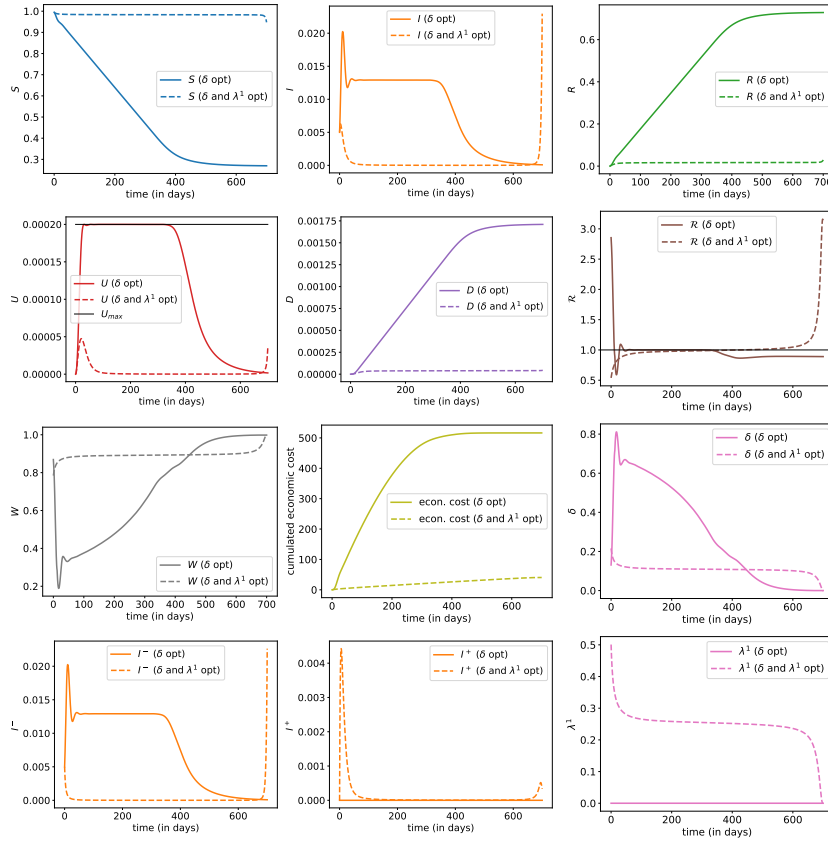 S
1.0
0.9
0.8
0.7
0.6
0.5
0.4
0.3
S (δ opt)
S (δ and λ¹ opt)
0 200 400 600
time (in days)
I
0.020
0.015
0.010
0.005
0.000
I (δ opt)
I (δ and λ¹ opt)
0 200 400 600
time (in days)
R
0.6
0.4
0.2
0.0
R (δ opt)
R (δ and λ¹ opt)
0 100 200 300 400 500 600 700
time (in days)
U
0.00020
0.00015
0.00010
0.00005
0.00000
U (δ opt)
U (δ and λ¹ opt)
Umax
0 200 400 600
time (in days)
D
0.00175
0.00150
0.00125
0.00100
0.00075
0.00050
0.00025
0.00000
D (δ opt)
D (δ and λ¹ opt)
0 200 400 600
time (in days)
ℛ
3.0
2.5
2.0
1.5
1.0
0.5
ℛ (δ opt)
ℛ (δ and λ¹ opt)
0 200 400 600
time (in days)
W
1.0
0.8
0.6
0.4
0.2
W (δ opt)
W (δ and λ¹ opt)
0 100 200 300 400 500 600 700
time (in days)
cumulated economic cost
500
400
300
200
100
0
econ. cost (δ opt)
econ. cost (δ and λ¹ opt)
0 200 400 600
time (in days)
δ
0.8
0.6
0.4
0.2
0.0
δ (δ opt)
δ (δ and λ¹ opt)
0 200 400 600
time (in days)
I⁻
0.020
0.015
0.010
0.005
0.000
I⁻ (δ opt)
I⁻ (δ and λ¹ opt)
0 200 400 600
time (in days)
I⁺
0.004
0.003
0.002
0.001
0.000
I⁺ (δ opt)
I⁺ (δ and λ¹ opt)
0 200 400 600
time (in days)
λ¹
0.5
0.4
0.3
0.2
0.1
0.0
λ¹ (δ opt)
λ¹ (δ and λ¹ opt)
0 200 400 600
time (in days)